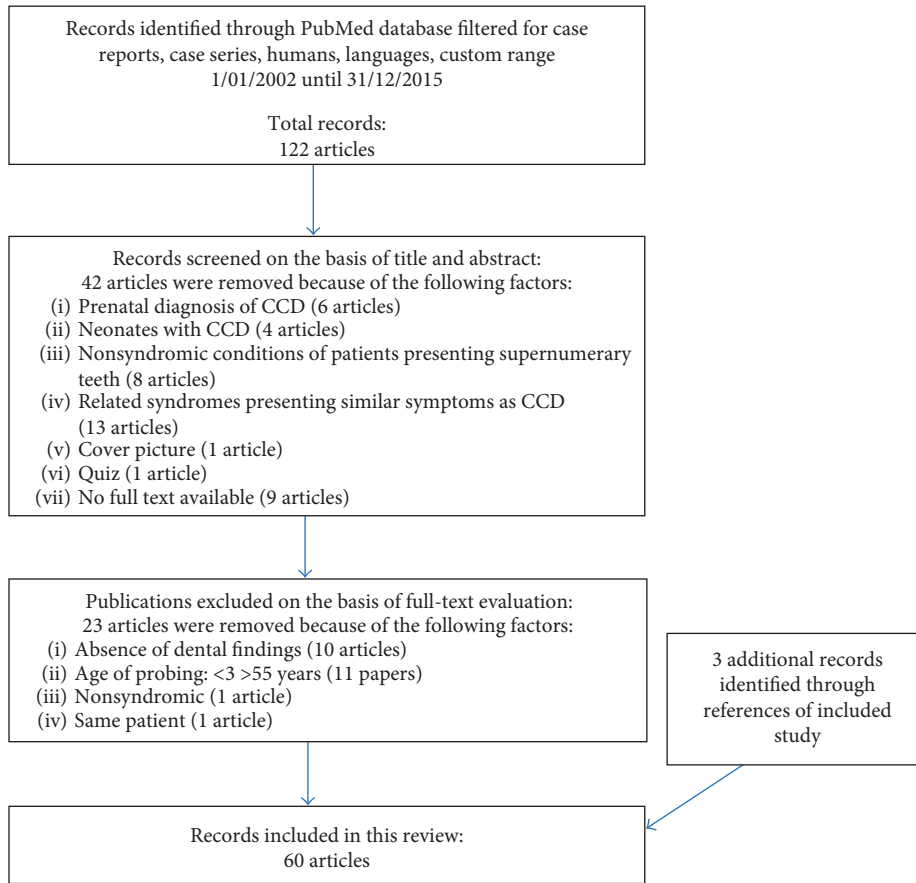 Records identified through PubMed database filtered for case
reports, case series, humans, languages, custom range
1/01/2002 until 31/12/2015
Total records:
122 articles
Records screened on the basis of title and abstract:
42 articles were removed because of the following factors:
(i) Prenatal diagnosis of CCD (6 articles)
(ii) Neonates with CCD (4 articles)
(iii) Nonsyndromic conditions of patients presenting supernumerary
teeth (8 articles)
(iv) Related syndromes presenting similar symptoms as CCD
(13 articles)
(v) Cover picture (1 article)
(vi) Quiz (1 article)
(vii) No full text available (9 articles)
Publications excluded on the basis of full-text evaluation:
23 articles were removed because of the following factors:
(i) Absence of dental findings (10 articles)
(ii) Age of probing: <3 >55 years (11 papers)
(iii) Nonsyndromic (1 article)
(iv) Same patient (1 article)
3 additional records
identified through
references of included
study
Records included in this review:
60 articles